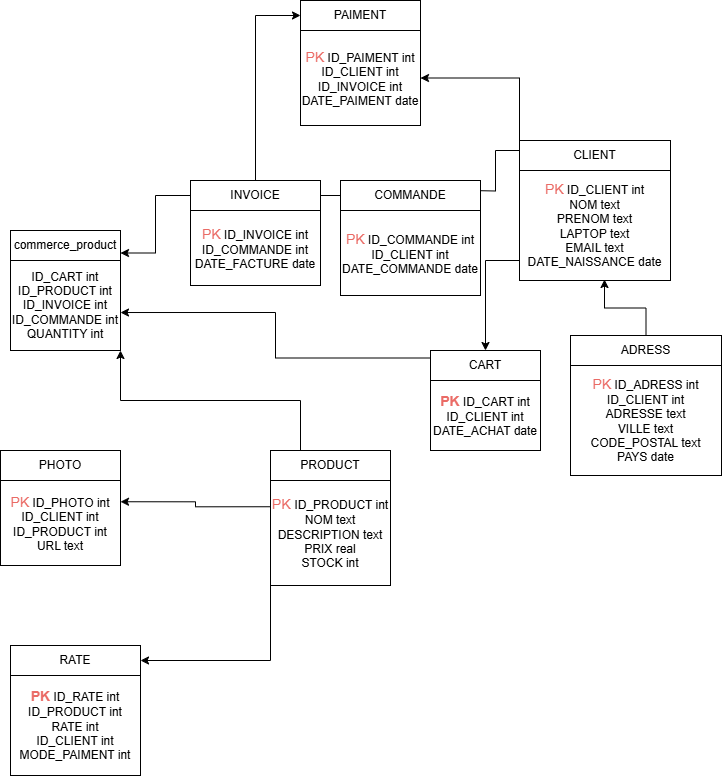 PAIMENT
PK ID_PAIMENT int
ID_CLIENT int
ID_INVOICE int
DATE_PAIMENT date
CLIENT
PK ID_CLIENT int
NOM text
PRENOM text
LAPTOP text
EMAIL text
DATE_NAISSANCE date
INVOICE
PK ID_INVOICE int
ID_COMMANDE int
DATE_FACTURE date
COMMANDE
PK ID_COMMANDE int
ID_CLIENT int
DATE_COMMANDE date
commerce_product
ID_CART int
ID_PRODUCT int
ID_INVOICE int
ID_COMMANDE int
QUANTITY int
ADRESS
PK ID_ADRESS int
ID_CLIENT int
ADRESSE text
VILLE text
CODE_POSTAL text
PAYS date
CART
PK ID_CART int
ID_CLIENT int
DATE_ACHAT date
PHOTO
PK ID_PHOTO int
ID_CLIENT int
ID_PRODUCT int
URL text
PRODUCT
PK ID_PRODUCT int
NOM text
DESCRIPTION text
PRIX real
STOCK int
RATE
PK ID_RATE int
ID_PRODUCT int
RATE int
ID_CLIENT int
MODE_PAIMENT int